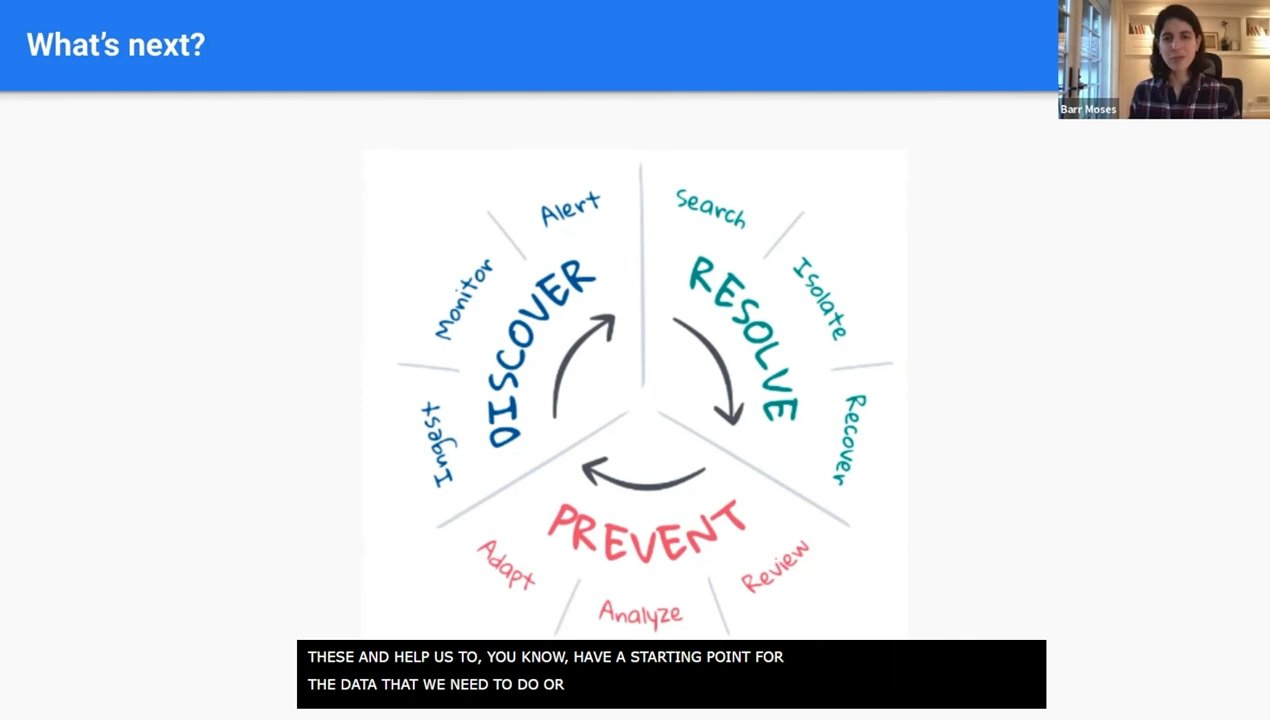 What's next?
Barr Moses
Alert
Search
Monitor
DISCOVER
RESOLVE
Isolate
Ingest
Recover
PREVENT
Adapt
Analyze
Review
THESE AND HELP US TO, YOU KNOW, HAVE A STARTING POINT FOR
THE DATA THAT WE NEED TO DO OR